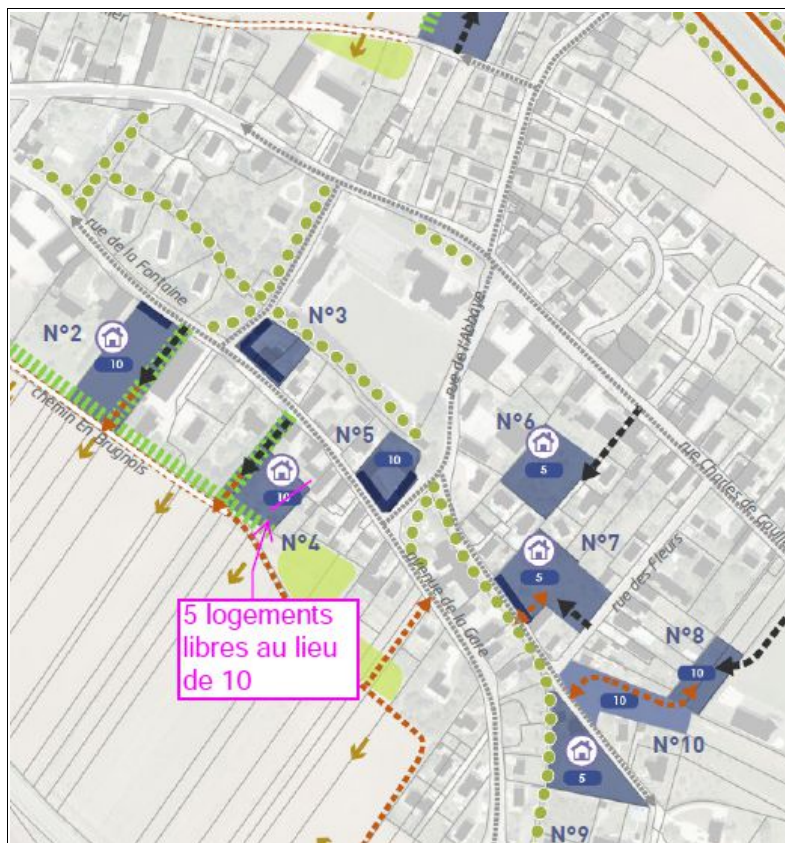 rue de la Fontaine
N°3
N°2
10
rue de l'Abbaye
chemin En Brugnois
N°5
10
N°6
5
rue Charles de Gaulle
10
N°4
N°7
5
rue des Fleurs
avenue de la Gare
5 logements
libres au lieu
de 10
N°8
10
10
N°10
5
N°9